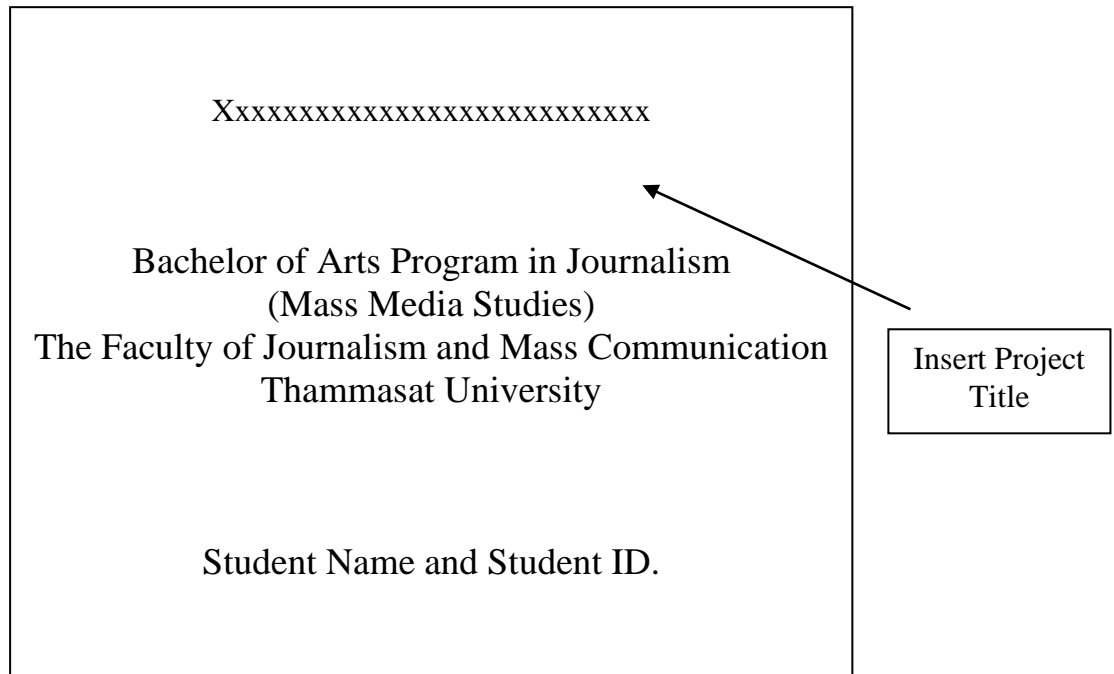 Xxxxxxxxxxxxxxxxxxxxxxxxxxxx
Bachelor of Arts Program in Journalism
(Mass Media Studies)
The Faculty of Journalism and Mass Communication
Thammasat University
Insert Project
Title
Student Name and Student ID.